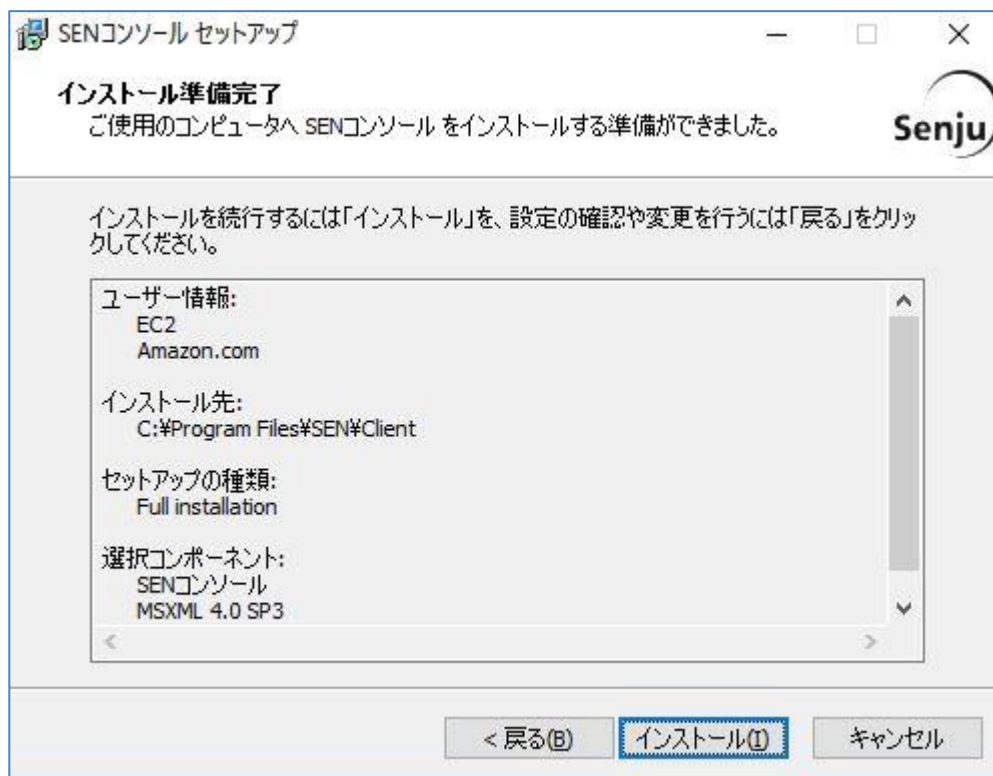 SENコンソール セットアップ
インストール準備完了
ご使用のコンピュータへ SENコンソール をインストールする準備ができました。
Senju
インストールを続行するには「インストール」を、設定の確認や変更を行うには「戻る」をクリッ
クしてください。
ユーザー情報:
EC2
Amazon.com
インストール先:
C:¥Program Files¥SEN¥Client
セットアップの種類:
Full installation
選択コンポーネント:
SENコンソール
MSXML 4.0 SP3
< 戻る(B)
インストール(I)
キャンセル